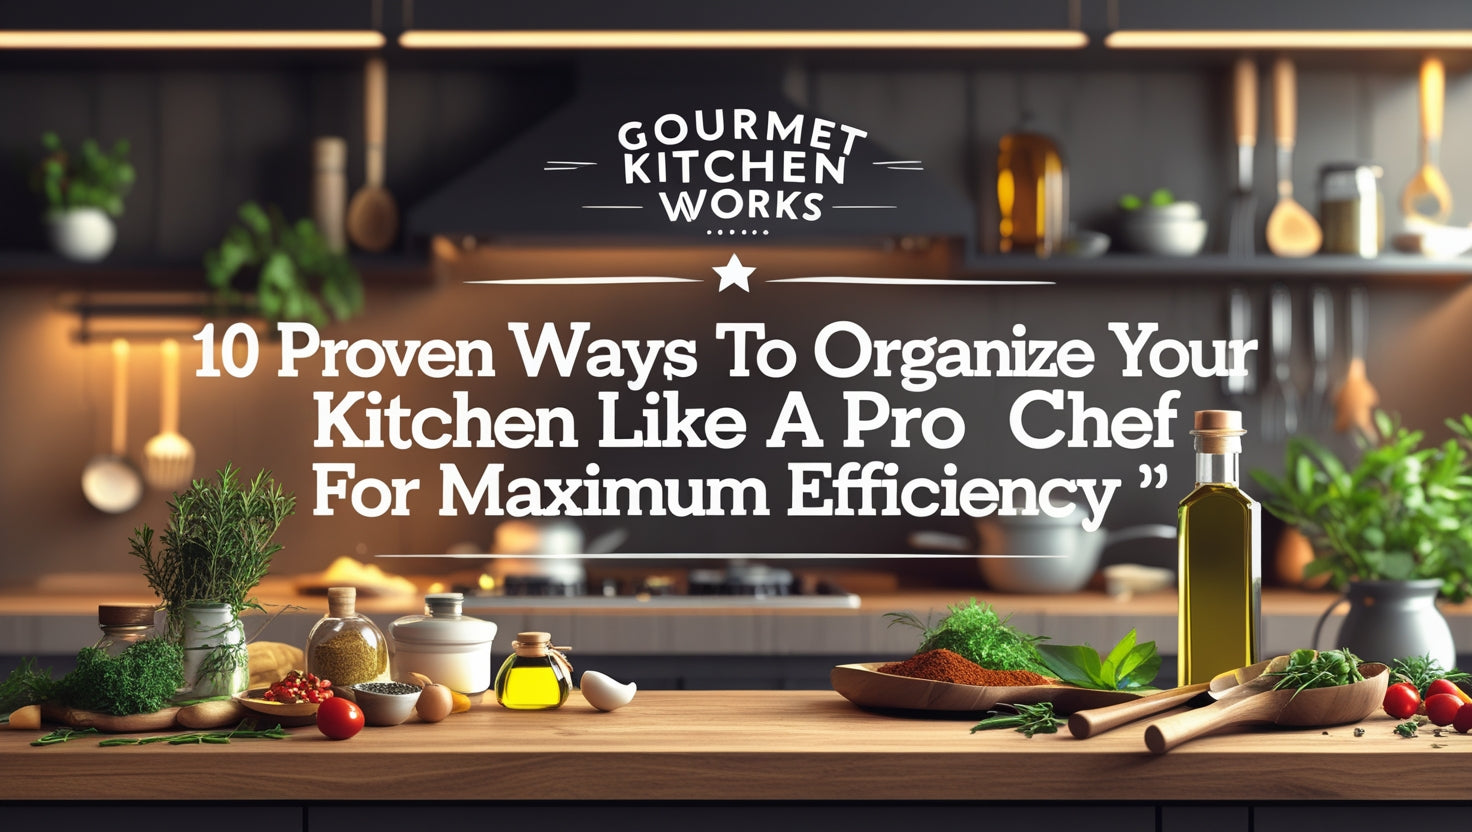 GOURMET
KITCHEN
WORKS
10 Proven Ways To Organize Your
Kitchen Like A Pro Chef
For Maximum Efficiency ”